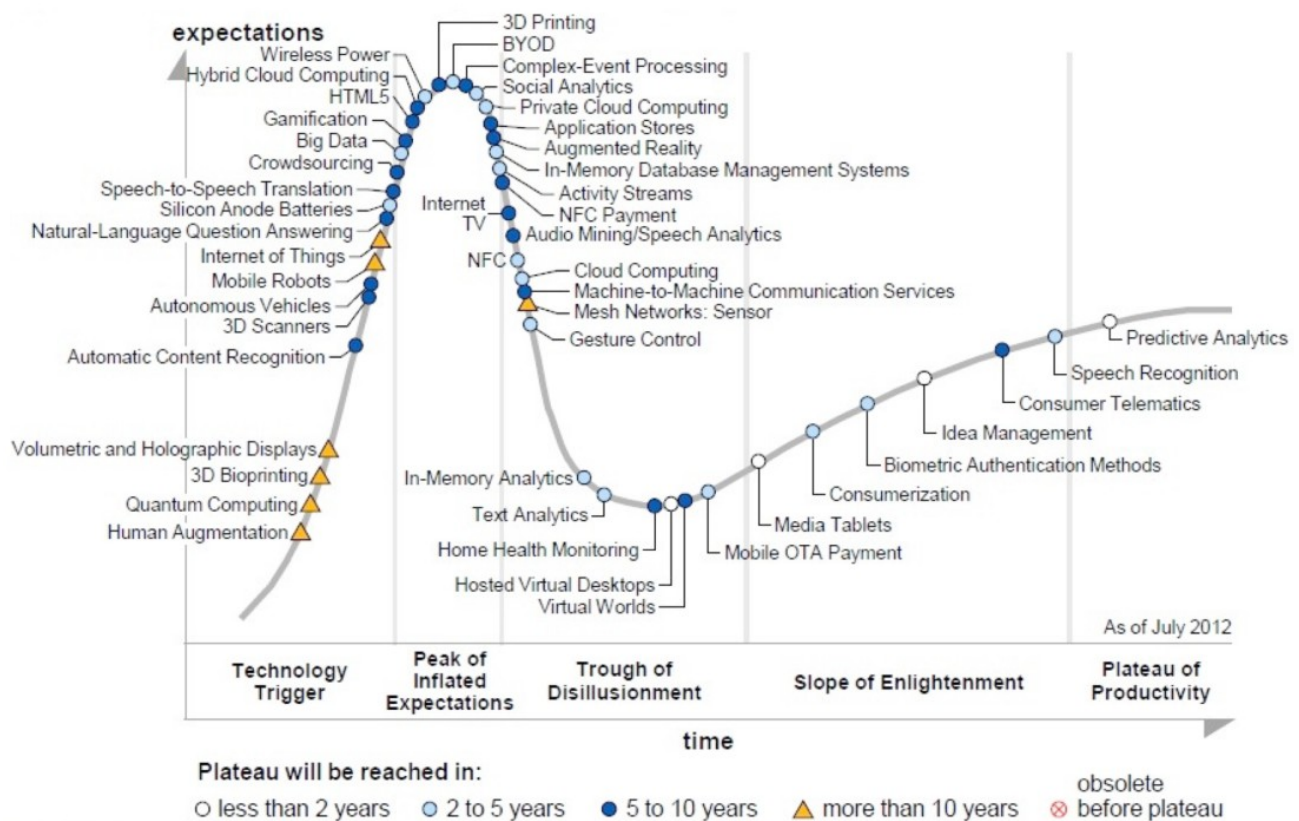 expectations
3D Printing
BYOD
Wireless Power
Complex-Event Processing
Hybrid Cloud Computing
Social Analytics
HTML5
Private Cloud Computing
Gamification
Application Stores
Big Data
Augmented Reality
Crowdsourcing
In-Memory Database Management Systems
Speech-to-Speech Translation
Activity Streams
Silicon Anode Batteries
NFC Payment
Internet
TV
Natural-Language Question Answering
Audio Mining/Speech Analytics
Internet of Things
NFC
Cloud Computing
Mobile Robots
Machine-to-Machine Communication Services
Autonomous Vehicles
Mesh Networks: Sensor
3D Scanners
Gesture Control
Predictive Analytics
Automatic Content Recognition
Speech Recognition
Consumer Telematics
Idea Management
Volumetric and Holographic Displays
Biometric Authentication Methods
3D Bioprinting
In-Memory Analytics
Consumerization
Quantum Computing
Text Analytics
Media Tablets
Human Augmentation
Home Health Monitoring
Mobile OTA Payment
Hosted Virtual Desktops
Virtual Worlds
As of July 2012
Technology
Trigger
Peak of
Inflated
Expectations
Trough of
Disillusionment
Slope of Enlightenment
Plateau of
Productivity
time
Plateau will be reached in:
less than 2 years
2 to 5 years
5 to 10 years
more than 10 years
obsolete
before plateau